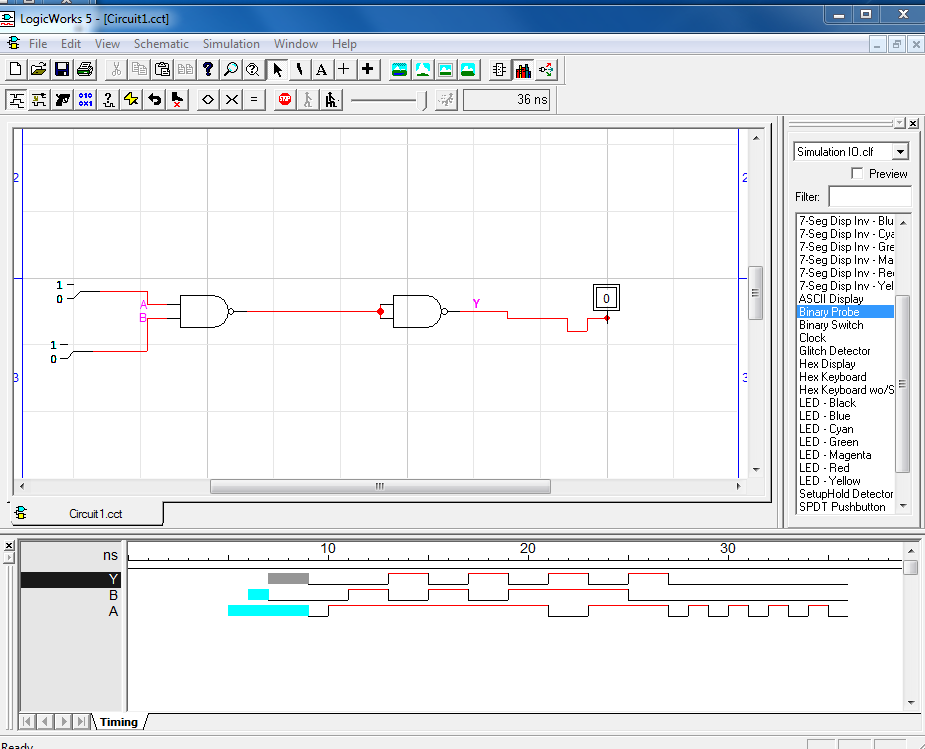 LogicWorks 5 - [Circuit1.cct]
File Edit View Schematic Simulation Window Help
A
STOP
36 ns
2
2
1
0
A
B
1
0
Y
0
3
3
Circuit1.cct
Simulation IO.clf
Preview
Filter:
7-Seg Disp Inv - Blu
7-Seg Disp Inv - Cya
7-Seg Disp Inv - Gre
7-Seg Disp Inv - Ma
7-Seg Disp Inv - Red
7-Seg Disp Inv - Yel
ASCII Display
Binary Probe
Binary Switch
Clock
Glitch Detector
Hex Display
Hex Keyboard
Hex Keyboard wo/S
LED - Black
LED - Blue
LED - Cyan
LED - Green
LED - Magenta
LED - Red
LED - Yellow
SetupHold Detector
SPDT Pushbutton
ns 10 20 30
Y
B
A
Timing
Ready